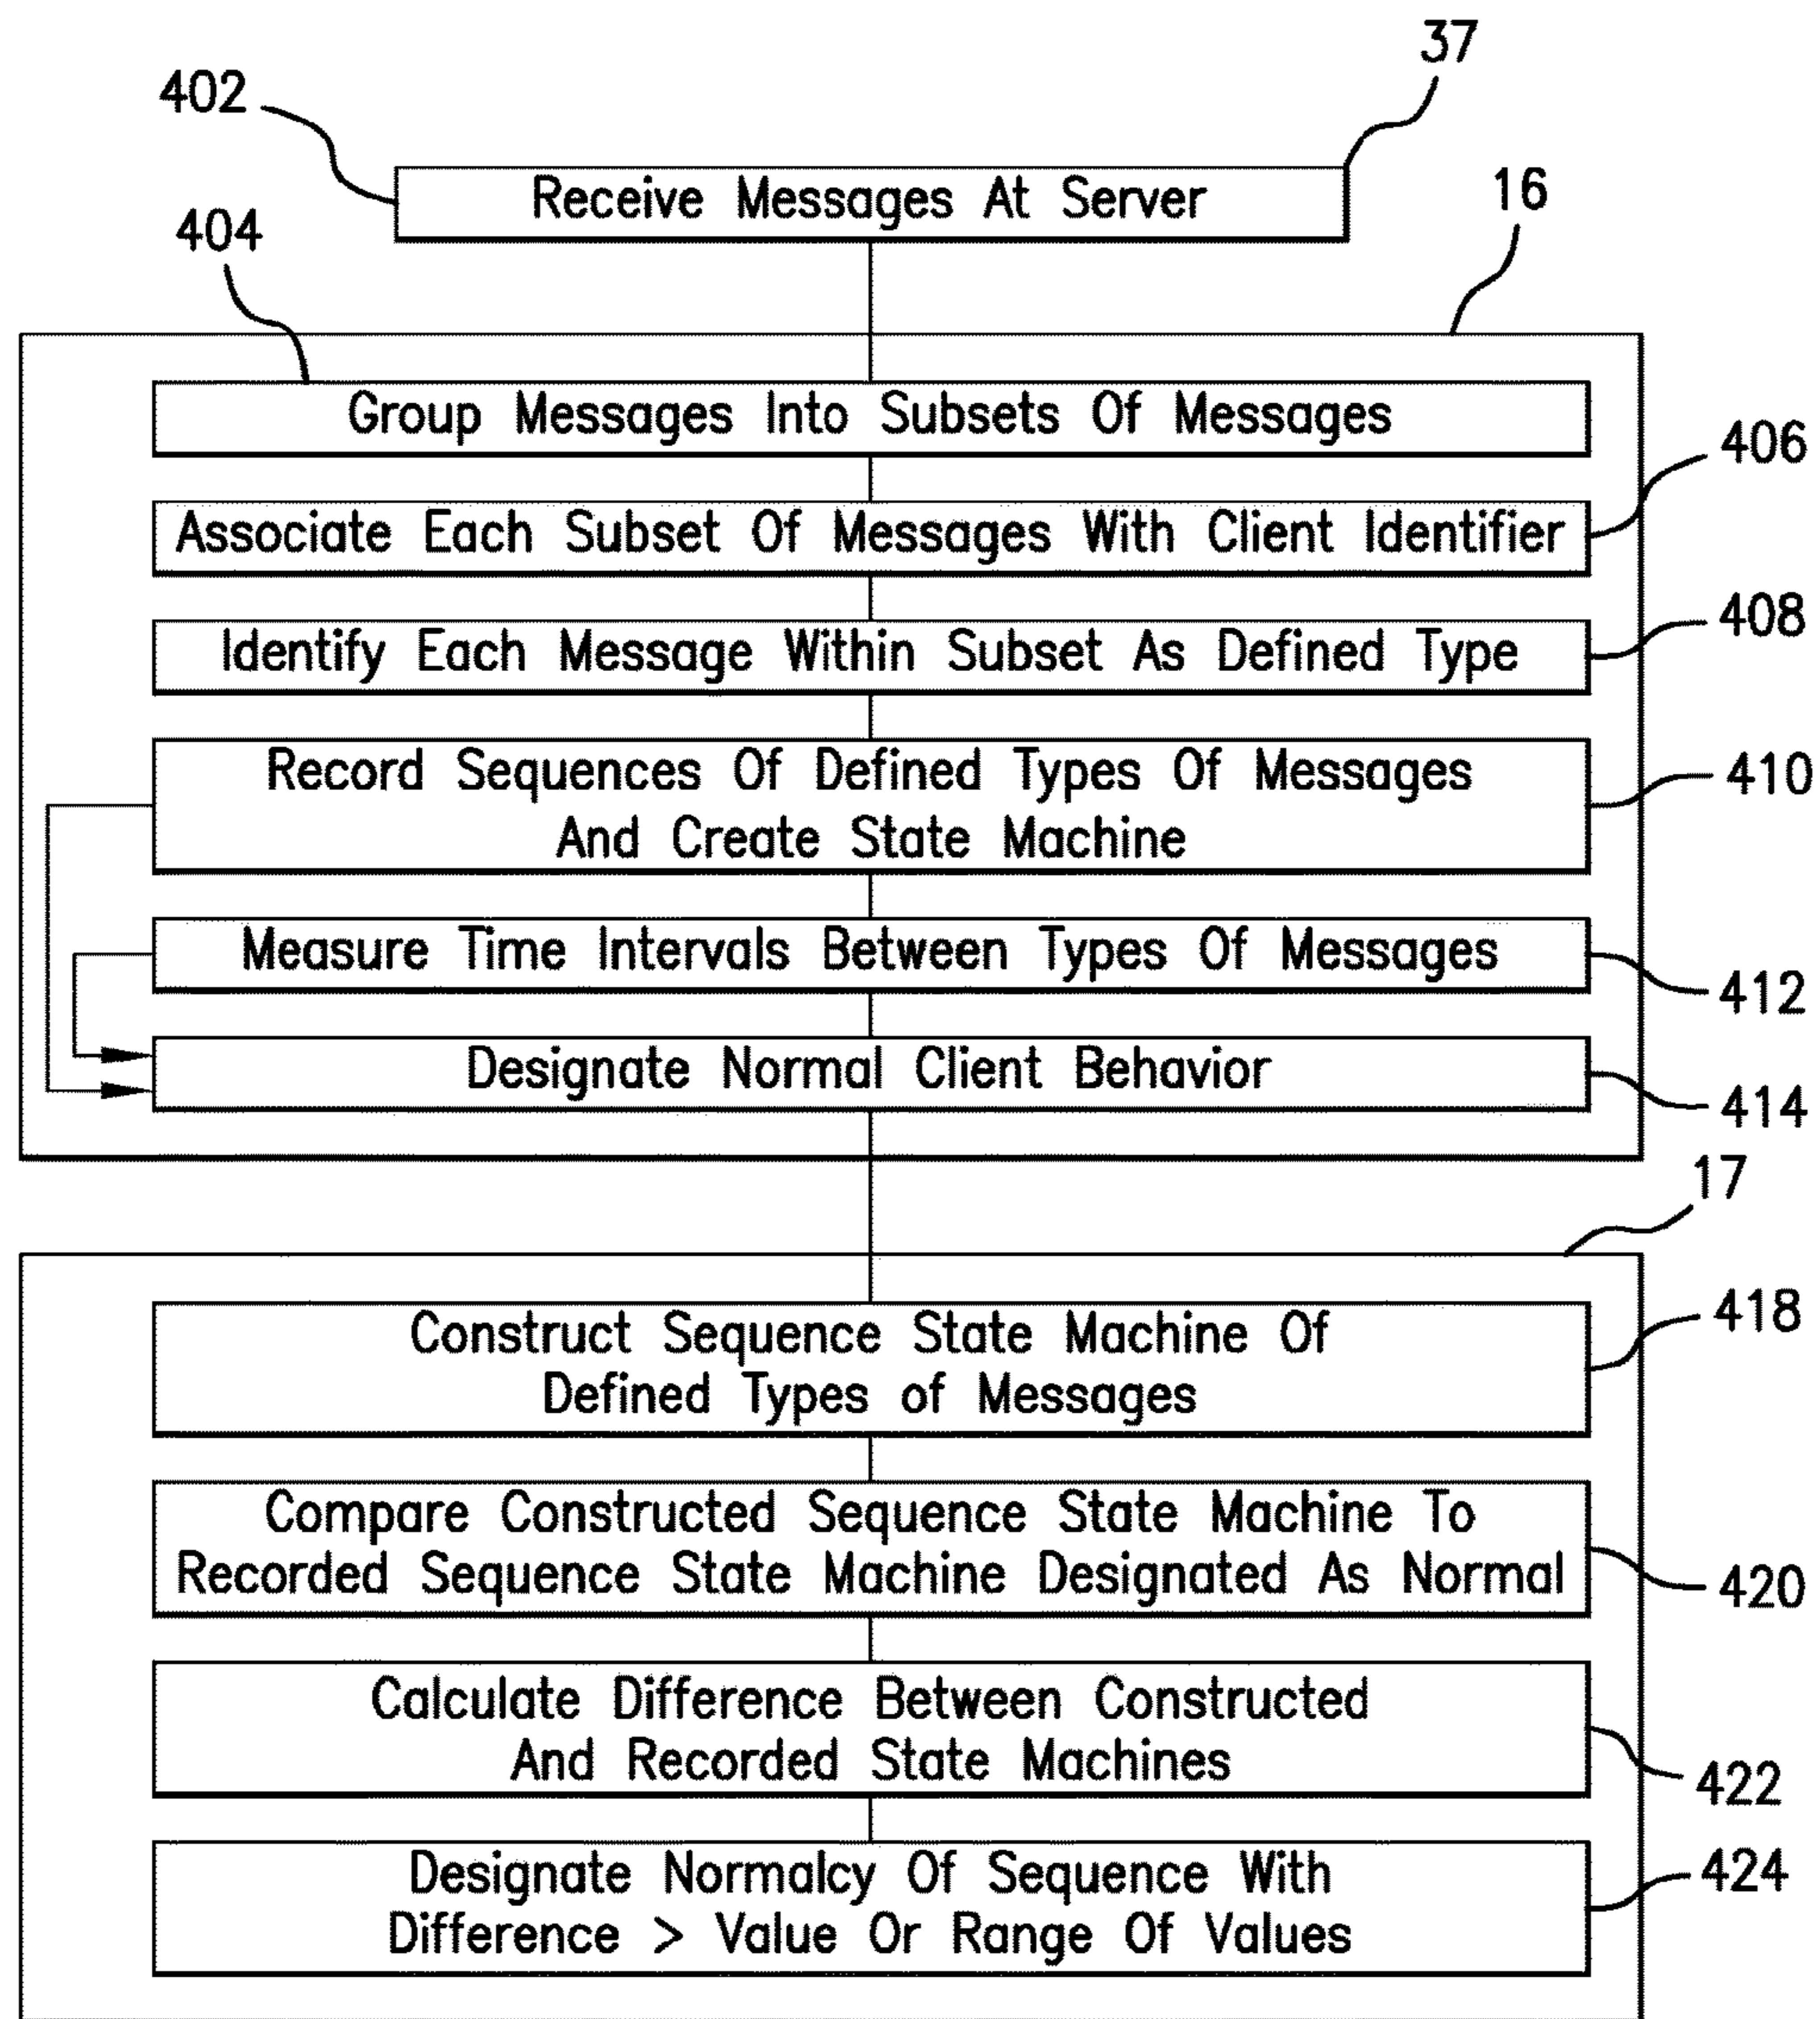 37
402
Receive Messages At Server
16
404
Group Messages Into Subsets Of Messages
406
Associate Each Subset Of Messages With Client Identifier
408
Identify Each Message Within Subset As Defined Type
Record Sequences Of Defined Types Of Messages
And Create State Machine
410
Measure Time Intervals Between Types Of Messages
412
Designate Normal Client Behavior
414
17
Construct Sequence State Machine Of
Defined Types of Messages
418
Compare Constructed Sequence State Machine To
Recorded Sequence State Machine Designated As Normal
420
Calculate Difference Between Constructed
And Recorded State Machines
422
Designate Normalcy Of Sequence With
Difference > Value Or Range Of Values
424